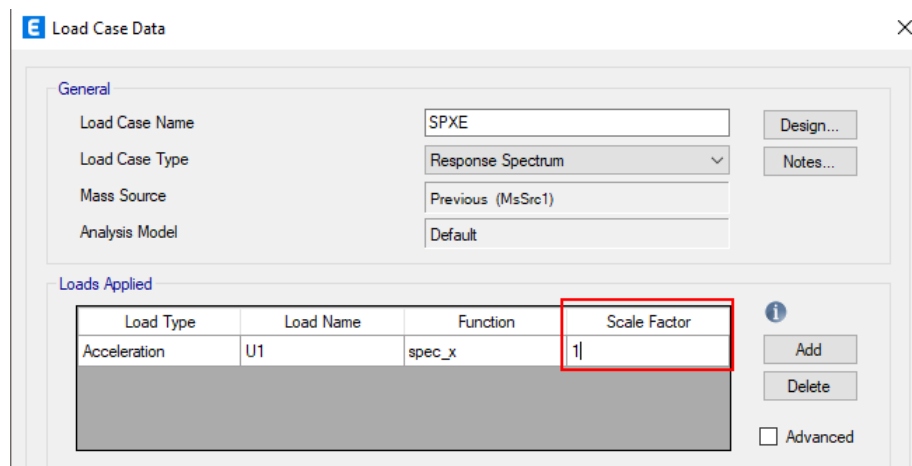 E Load Case Data
General
Load Case Name SPXE Design...
Load Case Type Response Spectrum Notes...
Mass Source Previous (MsSrc1)
Analysis Model Default
Loads Applied
Load Type Load Name Function Scale Factor
Acceleration U1 spec_x 1 Add
Delete
Advanced